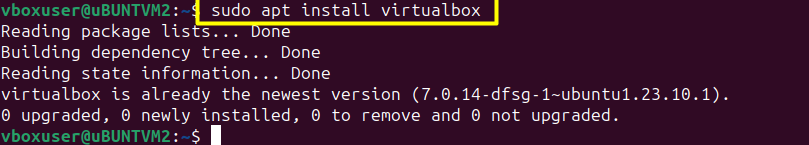 vboxuser@uBUNTVM2:~$ sudo apt install virtualbox
Reading package lists... Done
Building dependency tree... Done
Reading state information... Done
virtualbox is already the newest version (7.0.14-dfsg-1~ubuntu1.23.10.1).
0 upgraded, 0 newly installed, 0 to remove and 0 not upgraded.
vboxuser@uBUNTVM2:~$